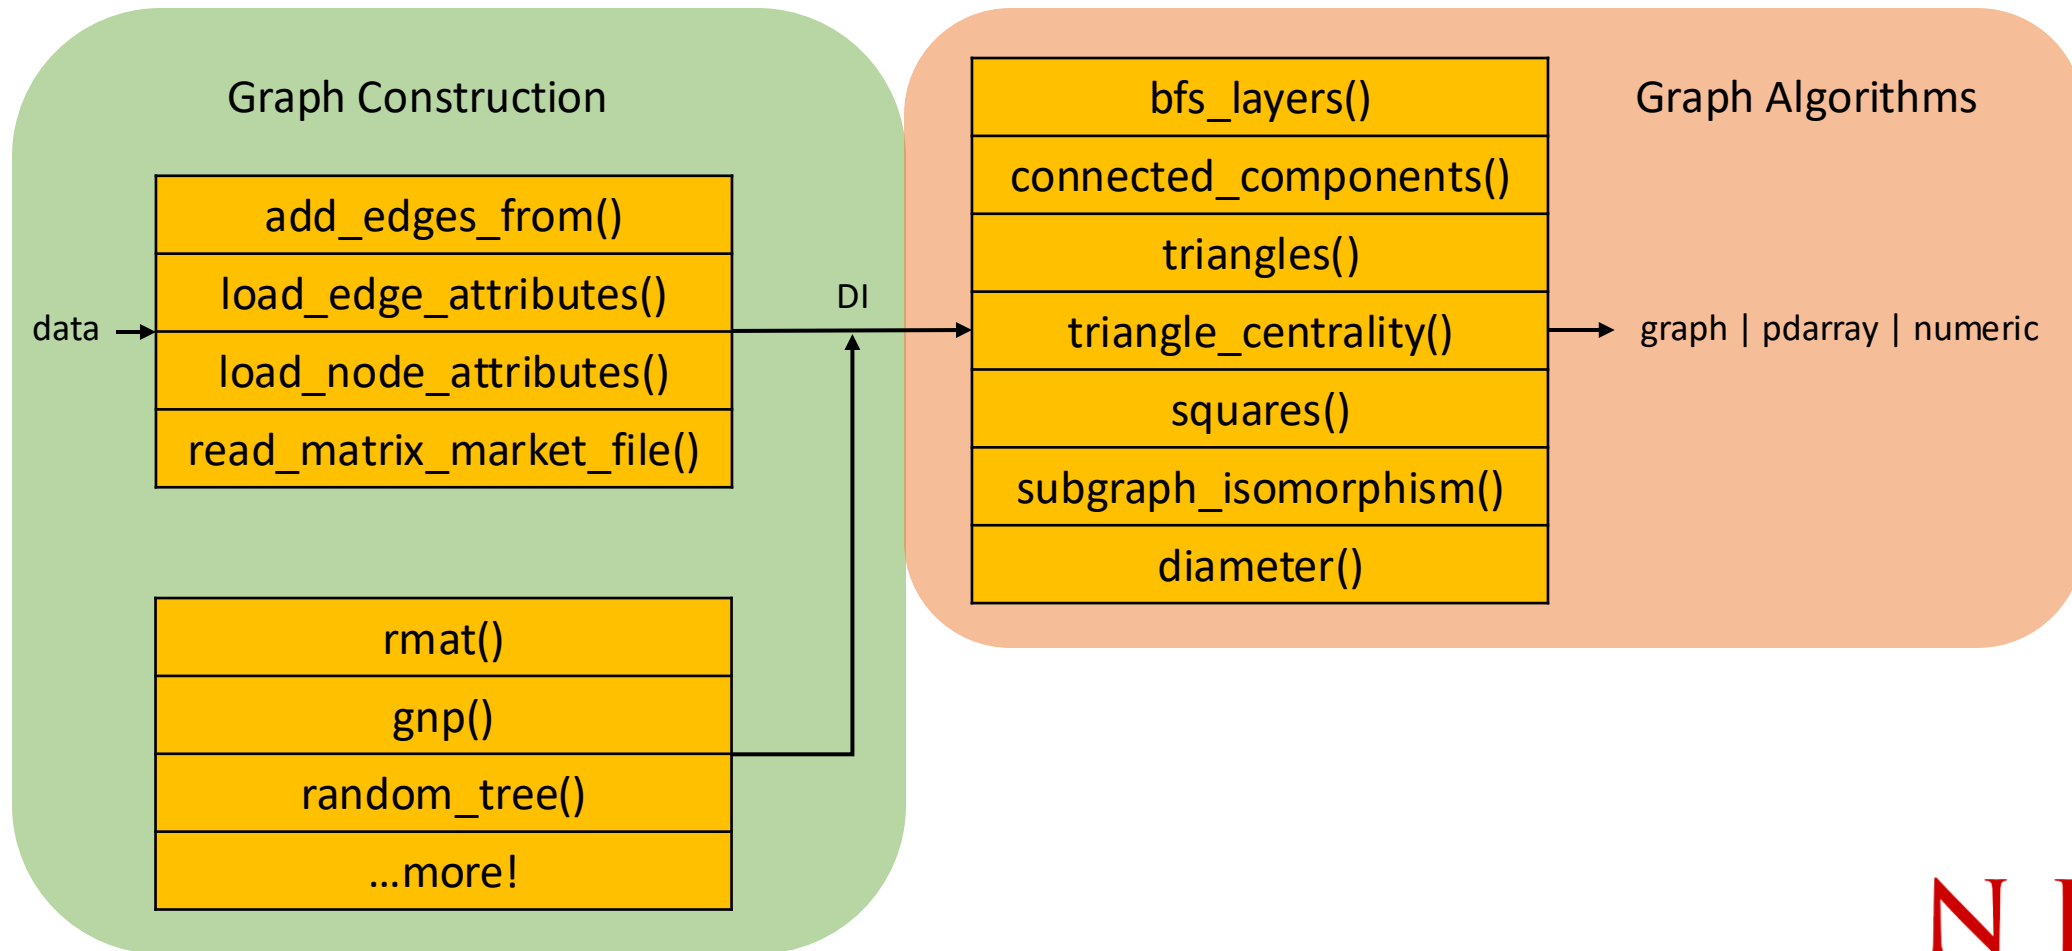 Graph Construction
add_edges_from()
load_edge_attributes()
load_node_attributes()
read_matrix_market_file()
data
DI
rmat()
gnp()
random_tree()
...more!
Graph Algorithms
bfs_layers()
connected_components()
triangles()
triangle_centrality()
squares()
subgraph_isomorphism()
diameter()
graph | pdarray | numeric
N